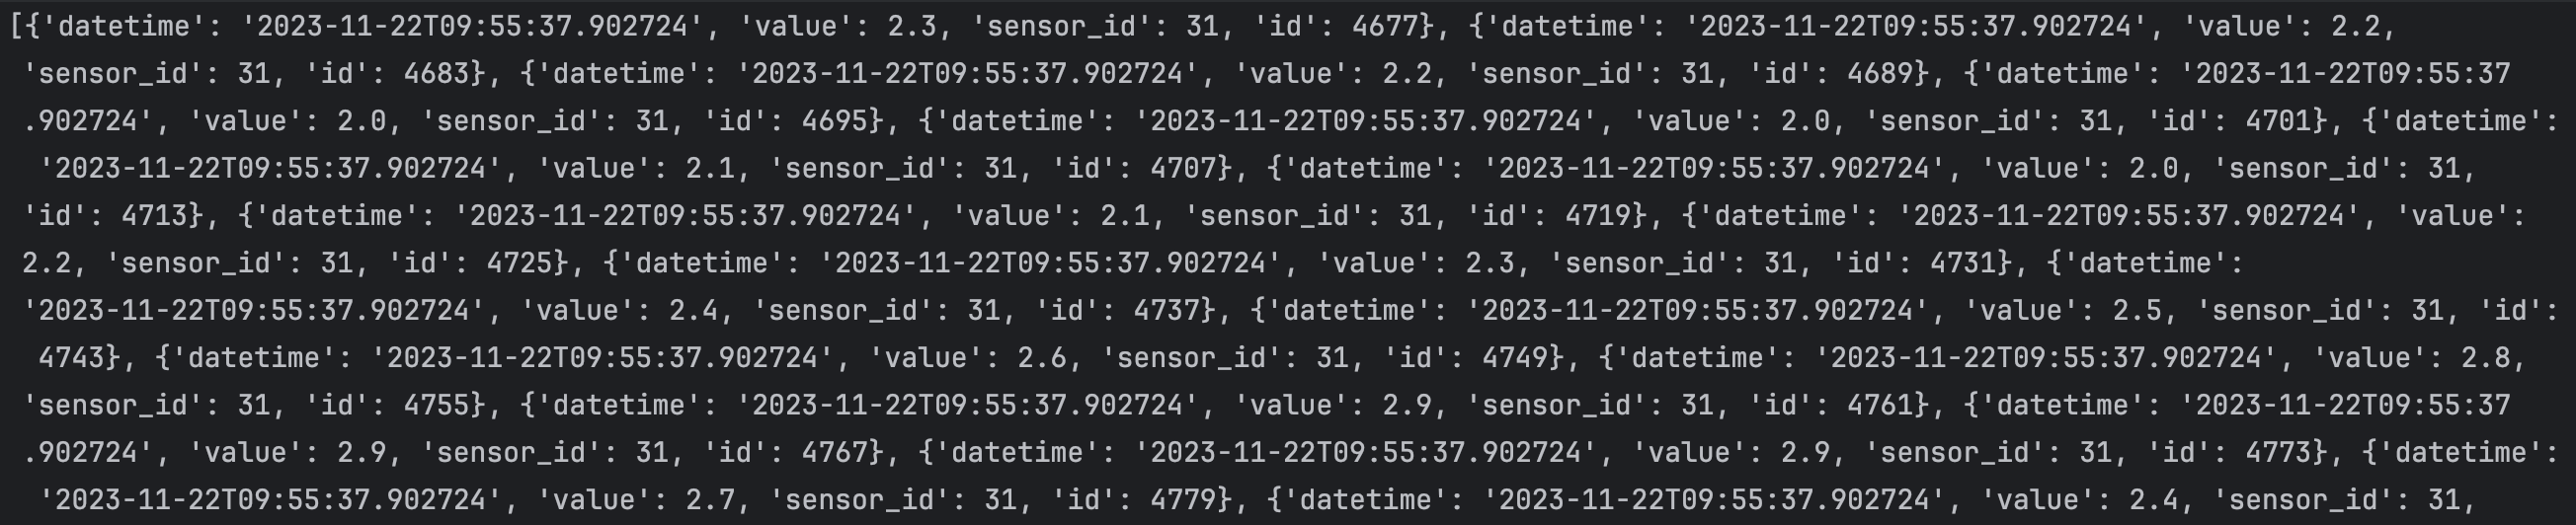 [{'datetime': '2023-11-22T09:55:37.902724', 'value': 2.3, 'sensor_id': 31, 'id': 4677}, {'datetime': '2023-11-22T09:55:37.902724', 'value': 2.2,
'sensor_id': 31, 'id': 4683}, {'datetime': '2023-11-22T09:55:37.902724', 'value': 2.2, 'sensor_id': 31, 'id': 4689}, {'datetime': '2023-11-22T09:55:37
.902724', 'value': 2.0, 'sensor_id': 31, 'id': 4695}, {'datetime': '2023-11-22T09:55:37.902724', 'value': 2.0, 'sensor_id': 31, 'id': 4701}, {'datetime':
'2023-11-22T09:55:37.902724', 'value': 2.1, 'sensor_id': 31, 'id': 4707}, {'datetime': '2023-11-22T09:55:37.902724', 'value': 2.0, 'sensor_id': 31,
'id': 4713}, {'datetime': '2023-11-22T09:55:37.902724', 'value': 2.1, 'sensor_id': 31, 'id': 4719}, {'datetime': '2023-11-22T09:55:37.902724', 'value':
2.2, 'sensor_id': 31, 'id': 4725}, {'datetime': '2023-11-22T09:55:37.902724', 'value': 2.3, 'sensor_id': 31, 'id': 4731}, {'datetime':
'2023-11-22T09:55:37.902724', 'value': 2.4, 'sensor_id': 31, 'id': 4737}, {'datetime': '2023-11-22T09:55:37.902724', 'value': 2.5, 'sensor_id': 31, 'id':
4743}, {'datetime': '2023-11-22T09:55:37.902724', 'value': 2.6, 'sensor_id': 31, 'id': 4749}, {'datetime': '2023-11-22T09:55:37.902724', 'value': 2.8,
'sensor_id': 31, 'id': 4755}, {'datetime': '2023-11-22T09:55:37.902724', 'value': 2.9, 'sensor_id': 31, 'id': 4761}, {'datetime': '2023-11-22T09:55:37
.902724', 'value': 2.9, 'sensor_id': 31, 'id': 4767}, {'datetime': '2023-11-22T09:55:37.902724', 'value': 2.9, 'sensor_id': 31, 'id': 4773}, {'datetime':
'2023-11-22T09:55:37.902724', 'value': 2.7, 'sensor_id': 31, 'id': 4779}, {'datetime': '2023-11-22T09:55:37.902724', 'value': 2.4, 'sensor_id': 31,